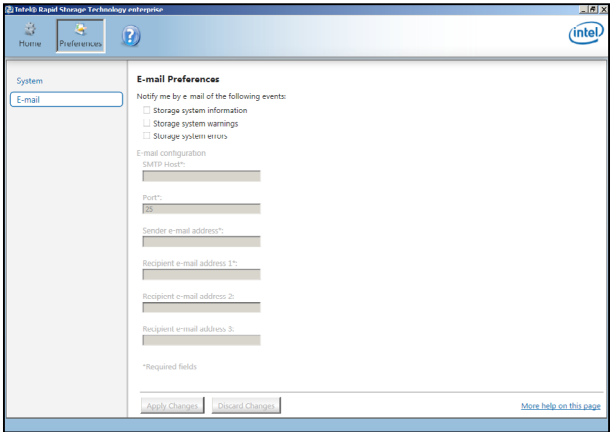 Intel® Rapid Storage Technology enterprise
Home
Preferences
?
intel
System
E-mail
E-mail Preferences
Notify me by e-mail of the following events:
Storage system information
Storage system warnings
Storage system errors
E-mail configuration
SMTP Host*:
Port*:
25
Sender e-mail address*:
Recipient e-mail address 1*:
Recipient e-mail address 2:
Recipient e-mail address 3:
*Required fields
Apply Changes
Discard Changes
More help on this page